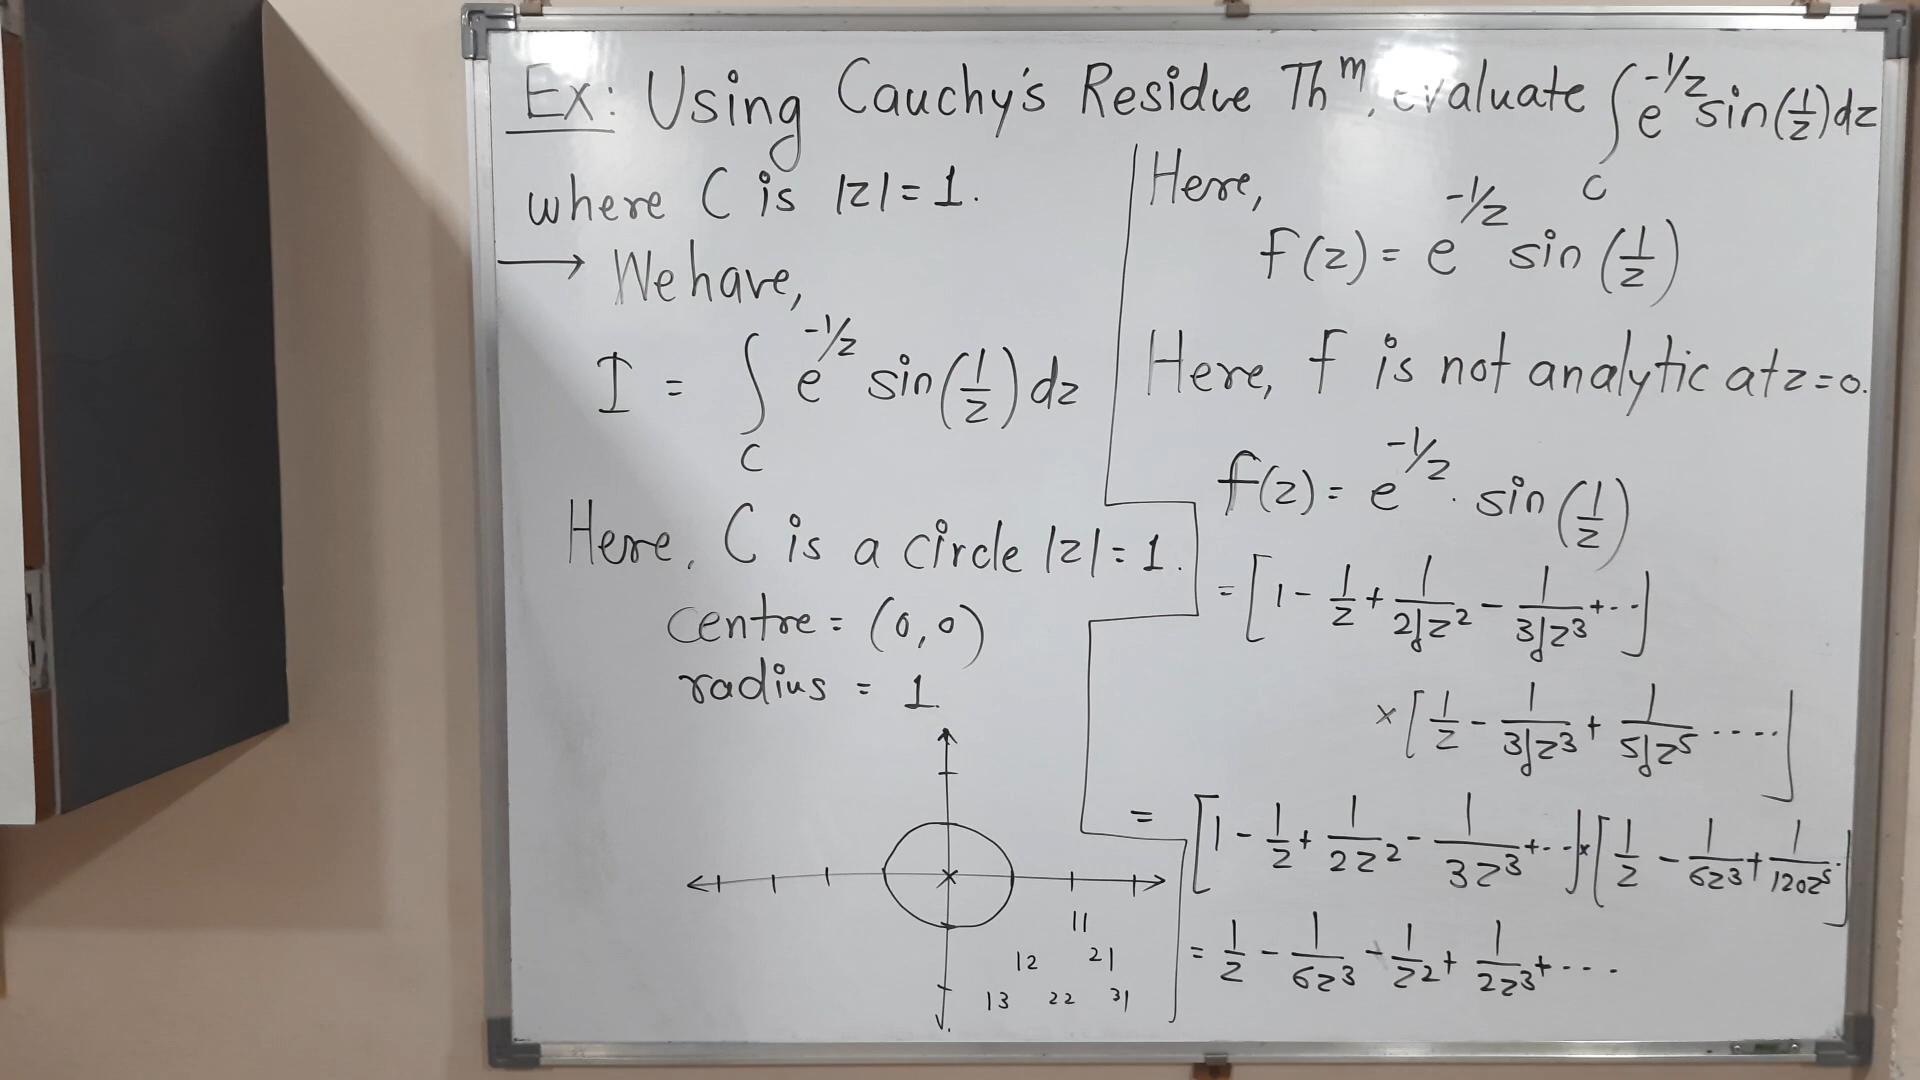 Ex: Using Cauchy's Residue Thᵐ, evaluate ∫_C e^(-1/z) sin(1/z) dz
where C is |z| = 1.
→ We have,
I = ∫_C e^(-1/z) sin(1/z) dz
Here, C is a circle |z| = 1.
centre = (0,0)
radius = 1.
11
12 21
13 22 31
Here,
f(z) = e^(-1/z) sin(1/z)
Here, f is not analytic at z=0.
f(z) = e^(-1/z) · sin(1/z)
= [1 - 1/z + 1/(2!z²) - 1/(3!z³) + ...]
× [1/z - 1/(3!z³) + 1/(5!z⁵) ....]
= [1 - 1/z + 1/(2z²) - 1/(3z³) + ...] × [1/z - 1/(6z³) + 1/(120z⁵) ..]
= 1/z - 1/(6z³) - 1/z² + 1/(2z³) + ....